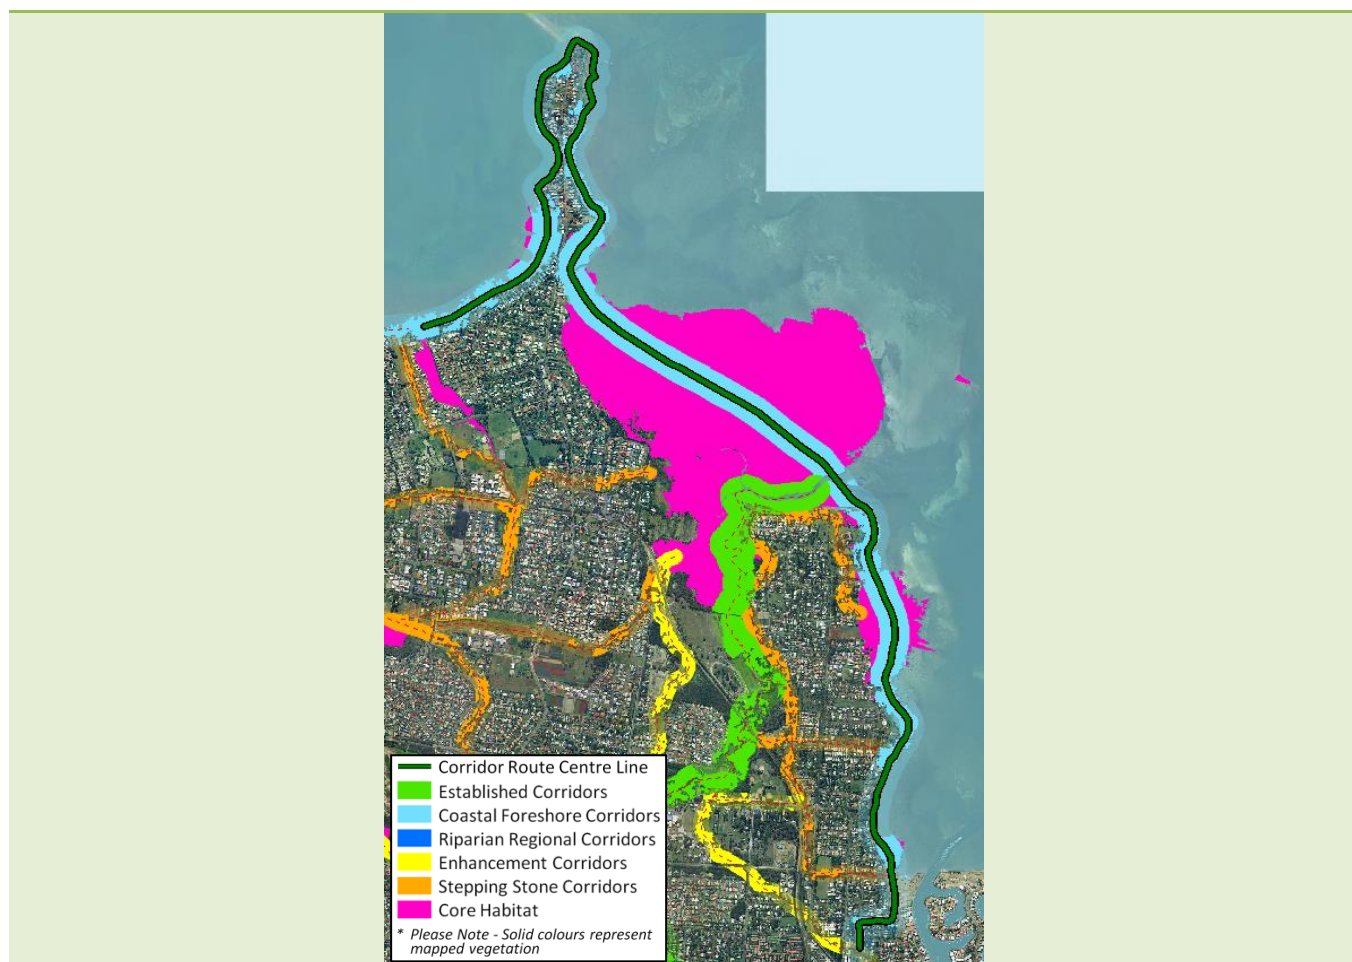 Corridor Route Centre Line
Established Corridors
Coastal Foreshore Corridors
Riparian Regional Corridors
Enhancement Corridors
Stepping Stone Corridors
Core Habitat
* Please Note - Solid colours represent
mapped vegetation